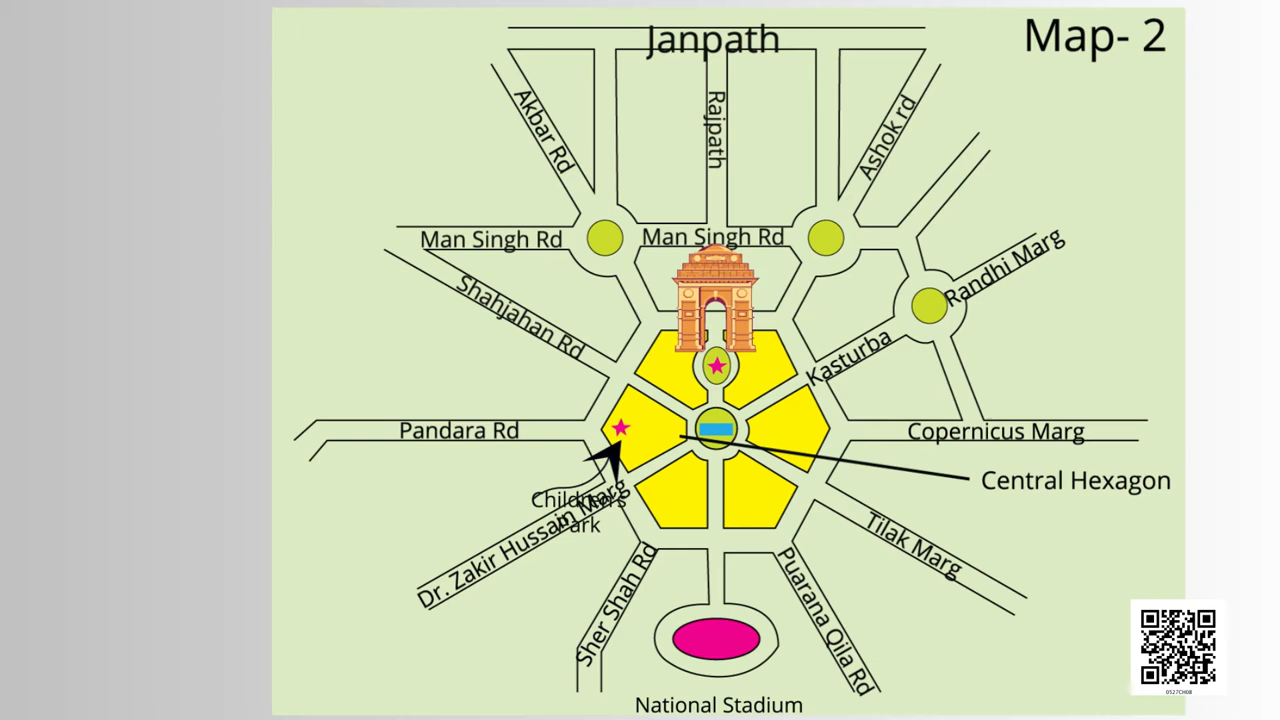 Janpath
Map- 2
Akbar Rd
Rajpath
Ashok rd
Man Singh Rd
Man Singh Rd
Randhi Marg
Shahjahan Rd
Kasturba
Pandara Rd
Copernicus Marg
Central Hexagon
Children's
Park
Dr. Zakir Hussain Marg
Tilak Marg
Sher Shah Rd
Puarana Qila Rd
National Stadium
0527CH08